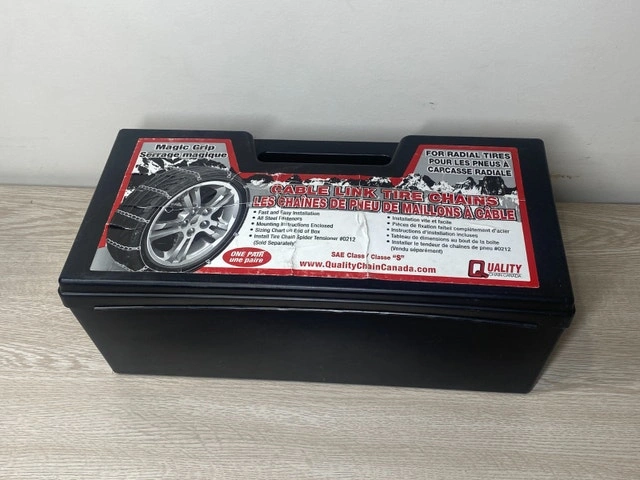 Magic Grip
Serrage magique
FOR RADIAL TIRES
POUR LES PNEUS À
CARCASSE RADIALE
CABLE LINK TIRE CHAINS
LES CHAÎNES DE PNEU DE MAILLONS À CÂBLE
• Fast and Easy Installation
• All Steel Fasteners
• Mounting Instructions Enclosed
• Sizing Chart on End of Box
• Install Tire Chain Spider Tensioner #0212
(Sold Separately)
• Installation vite et facile
• Pièces de fixation faites complètement d'acier
• Instructions d'installation incluses
• Tableau de dimensions au bout de la boîte
• Installer le tendeur de chaînes de pneu #0212
(Vendu séparément)
ONE PAIR
une paire
SAE Class / Classe "S"
www.QualityChainCanada.com
QUALITY
CHAIN CANADA